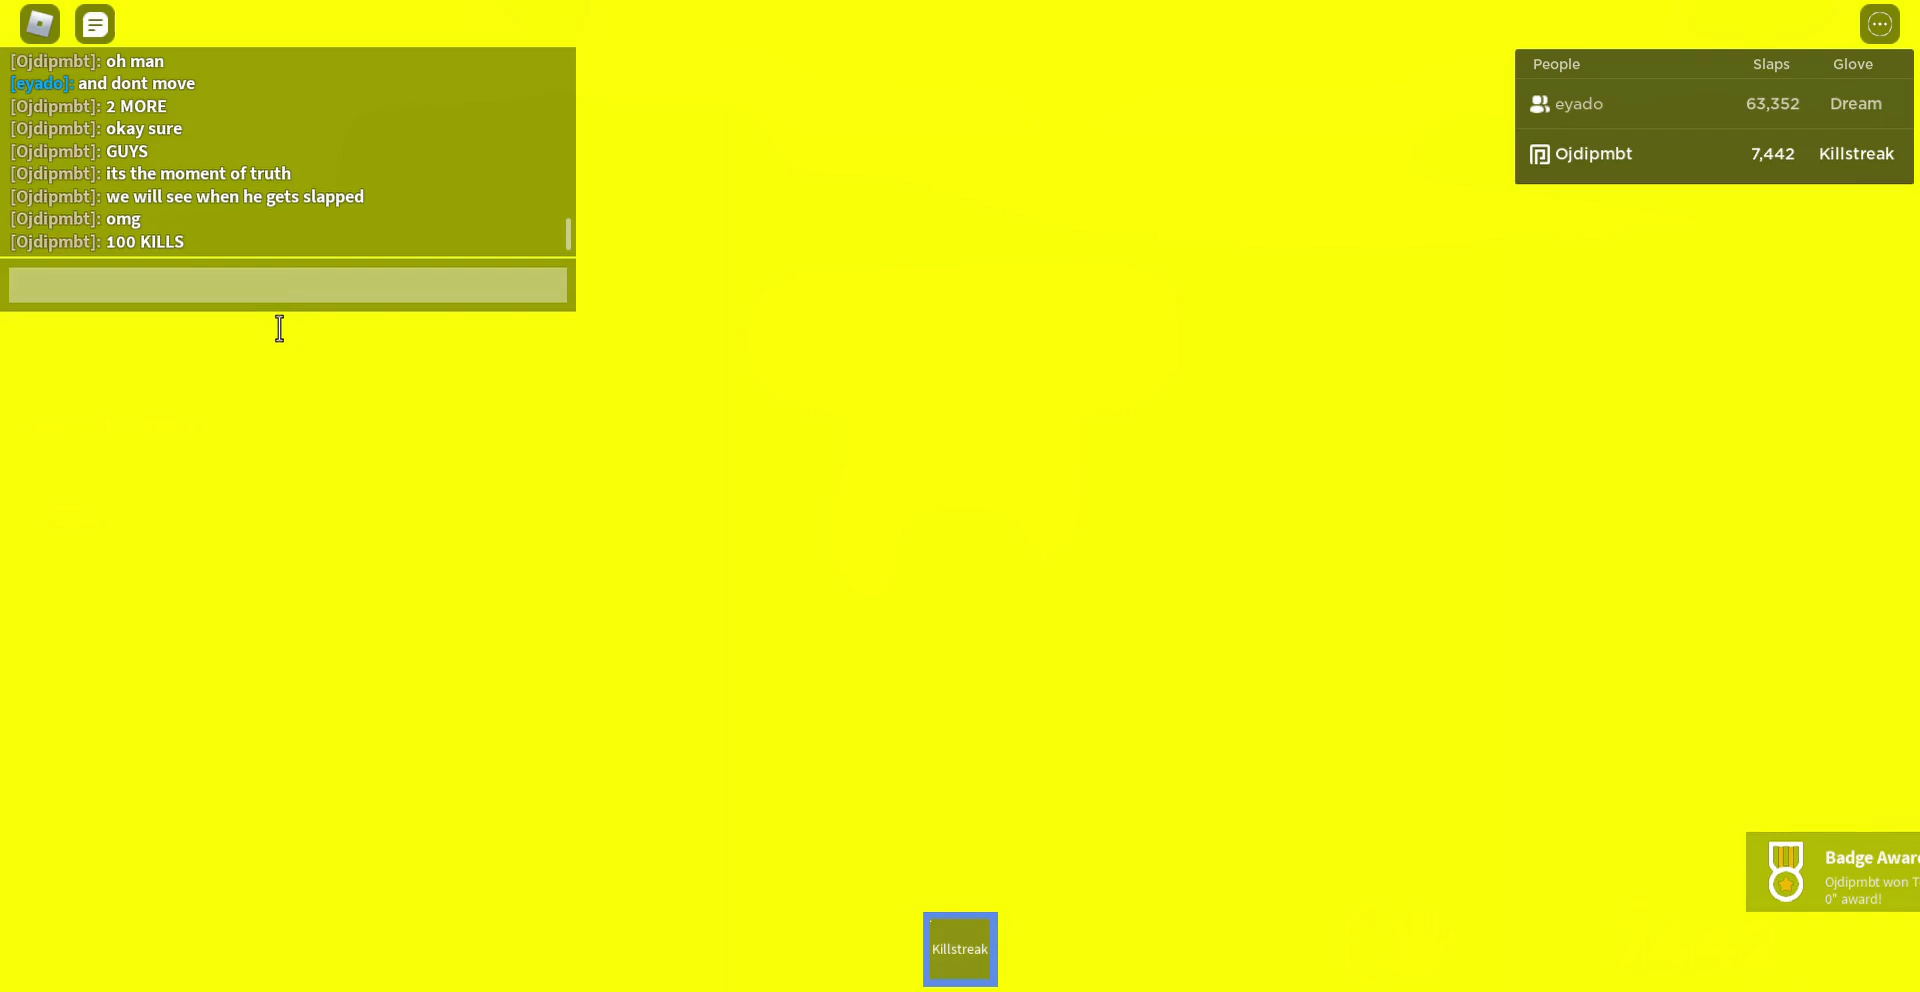 [Ojdipmbt]: oh man
[eyado]: and dont move
[Ojdipmbt]: 2 MORE
[Ojdipmbt]: okay sure
[Ojdipmbt]: GUYS
[Ojdipmbt]: its the moment of truth
[Ojdipmbt]: we will see when he gets slapped
[Ojdipmbt]: omg
[Ojdipmbt]: 100 KILLS
People Slaps Glove
eyado 63,352 Dream
Ojdipmbt 7,442 Killstreak
Badge Awar
Ojdipmbt won T
0" award!
Killstreak